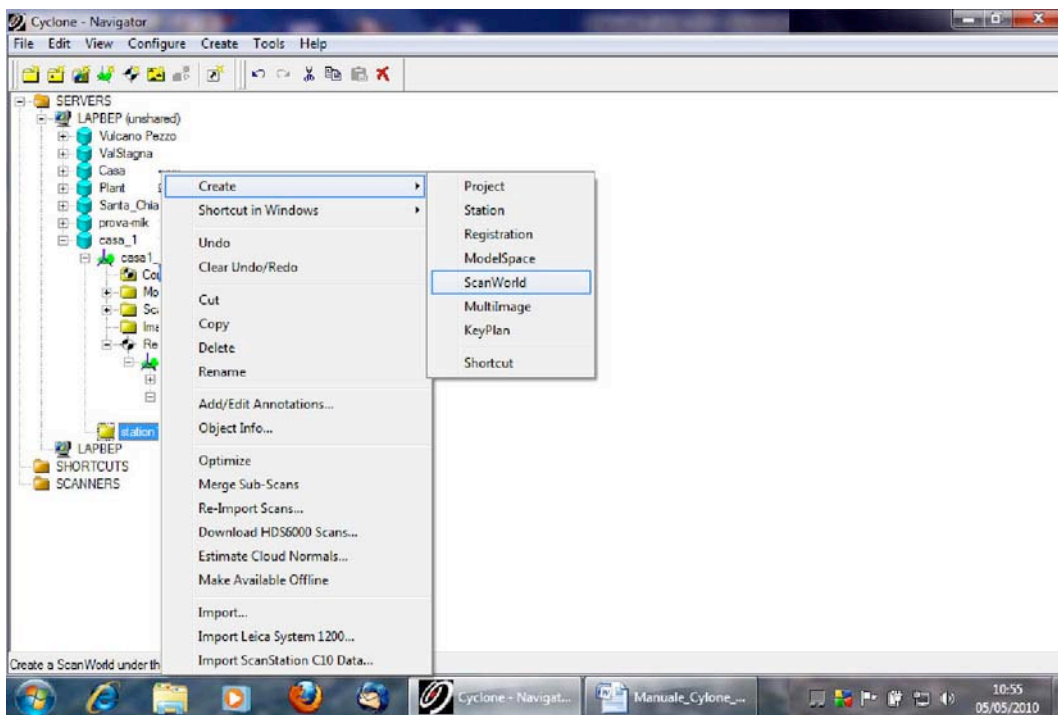 Cyclone - Navigator
File Edit View Configure Create Tools Help
SERVERS
LAPBEP (unshared)
Vulcano Pezzo
ValStagna
Casa
Plant
Santa_Chia
prova-mik
casa_1
casa1_
Mo
Sca
Ima
Re
station
LAPBEP
SHORTCUTS
SCANNERS
Create
Shortcut in Windows
Undo
Clear Undo/Redo
Cut
Copy
Delete
Rename
Add/Edit Annotations...
Object Info...
Optimize
Merge Sub-Scans
Re-Import Scans...
Download HDS6000 Scans...
Estimate Cloud Normals...
Make Available Offline
Import...
Import Leica System 1200...
Import ScanStation C10 Data...
Project
Station
Registration
ModelSpace
ScanWorld
MultiImage
KeyPlan
Shortcut
Create a ScanWorld under th
Cyclone - Navigat...
Manuale_Cylone_...
10:55
05/05/2010